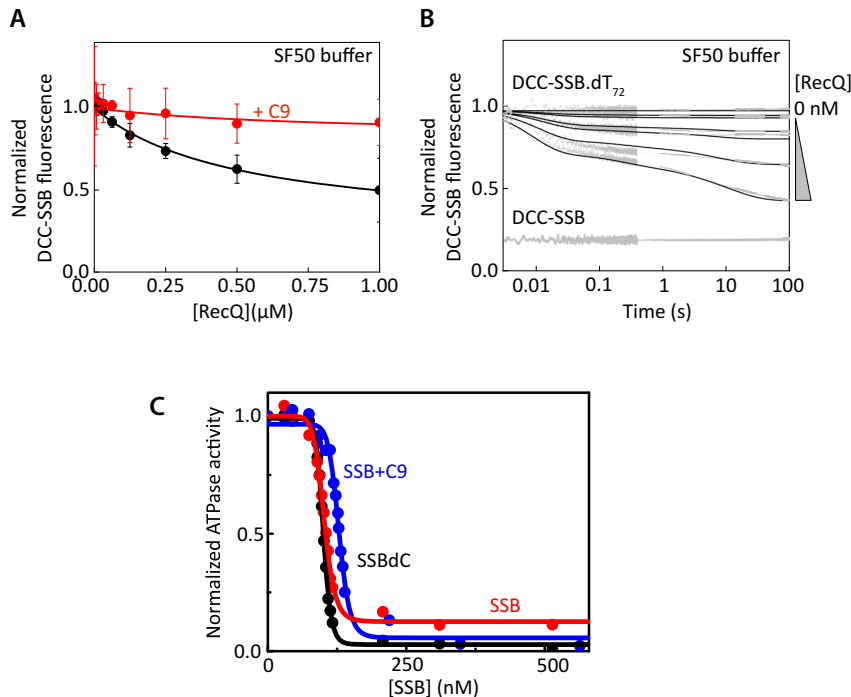 A
SF50 buffer
+ C9
Normalized
DCC-SSB fluorescence
1.0
0.5
0.0
0.00
0.25
0.50
0.75
1.00
[RecQ](µM)
B
SF50 buffer
DCC-SSB.dT72
[RecQ]
0 nM
DCC-SSB
Normalized
DCC-SSB fluorescence
1.0
0.5
0.0
0.01
0.1
1
10
100
Time (s)
C
Normalized ATPase activity
1.0
0.5
0
SSB+C9
SSBdC
SSB
0
250
500
[SSB] (nM)